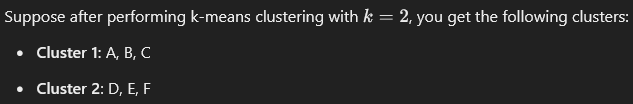 Suppose after performing k-means clustering with k = 2, you get the following clusters:
• Cluster 1: A, B, C
• Cluster 2: D, E, F